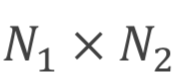 N₁ × N₂